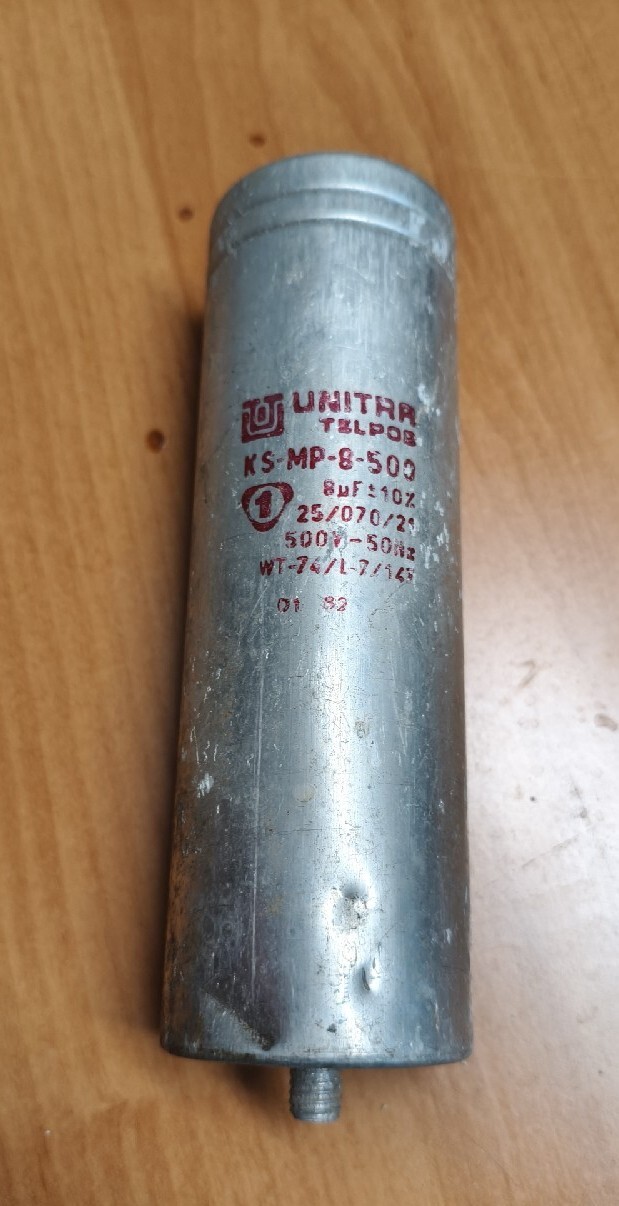 UNITRA
TELPOD
KS-MP-8-500
8µF±10%
1
25/070/21
500V~50Hz
WT-74/L-7/147
01 82